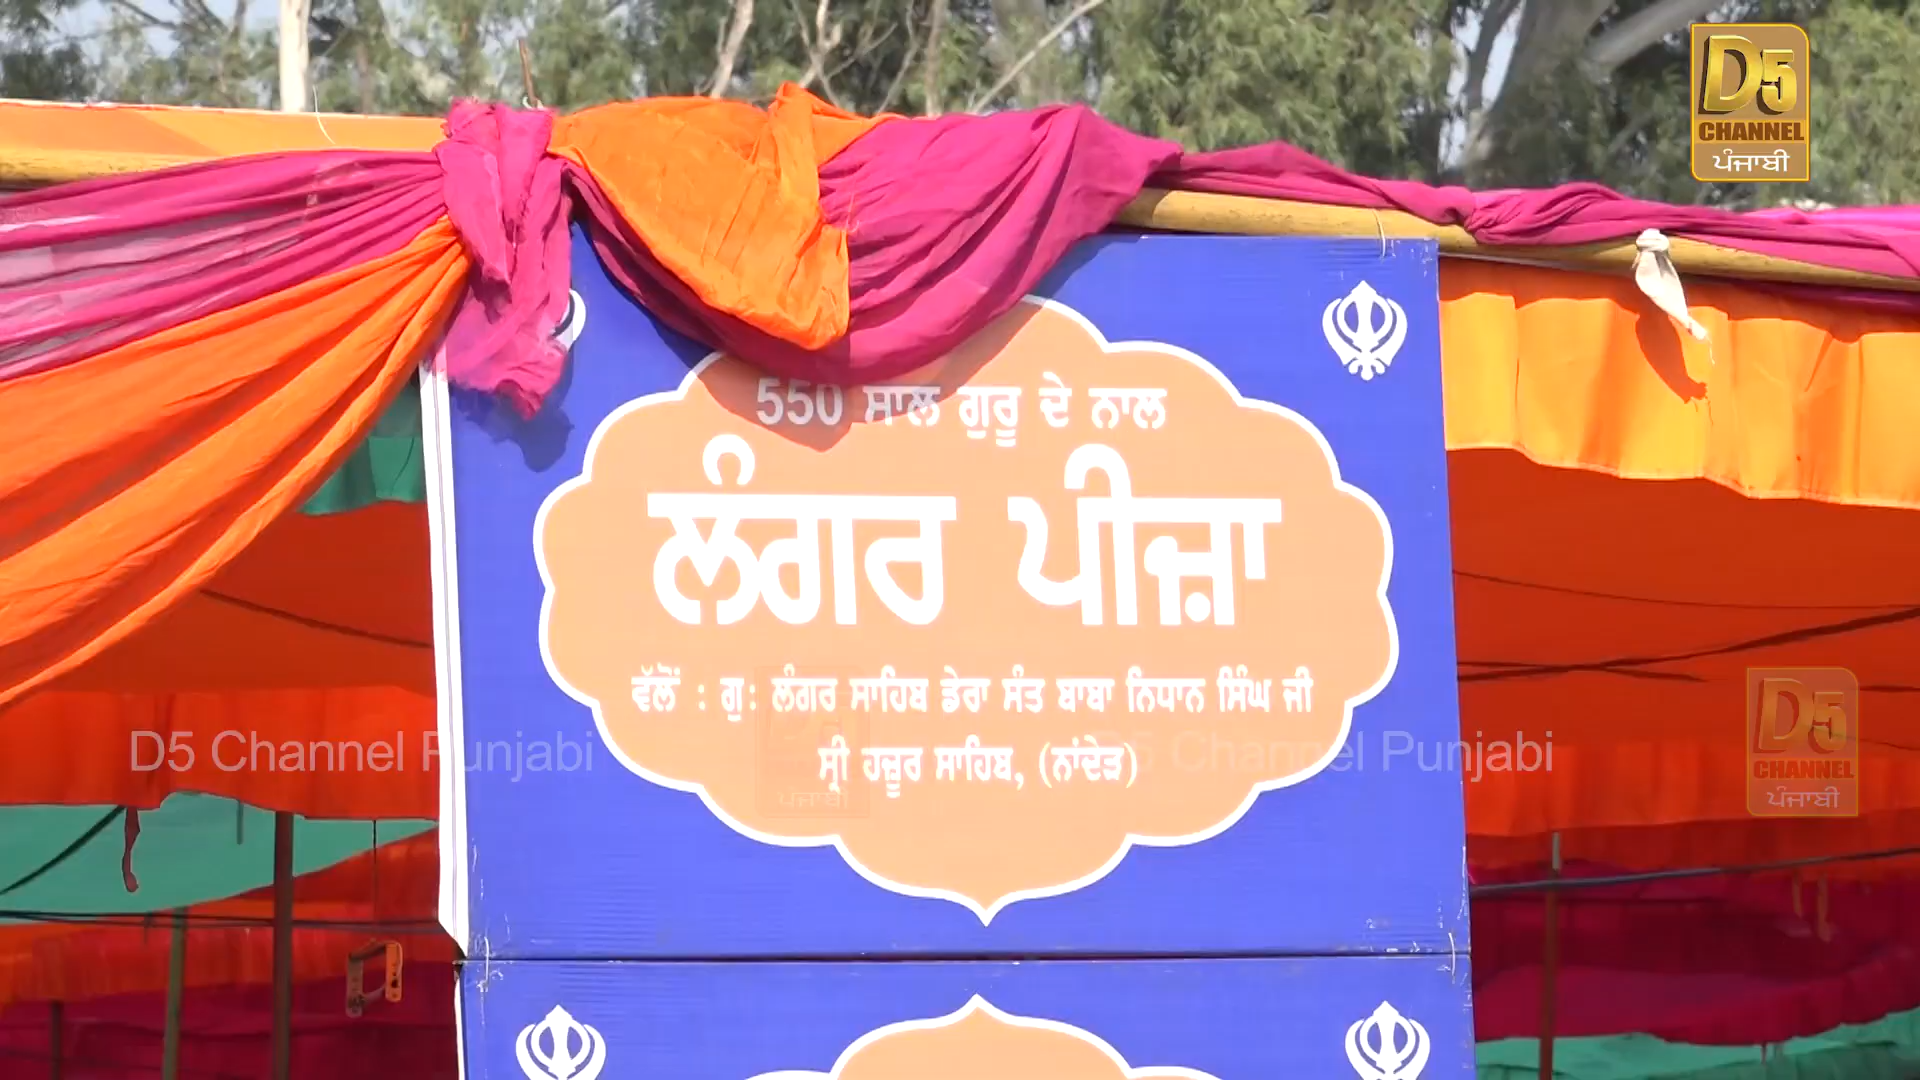 D5
CHANNEL
ਪੰਜਾਬੀ
550 ਸਾਲ ਗੁਰੂ ਦੇ ਨਾਲ
ਲੰਗਰ ਪੀਜ਼ਾ
ਵੱਲੋਂ : ਗੁ: ਲੰਗਰ ਸਾਹਿਬ ਡੇਰਾ ਸੰਤ ਬਾਬਾ ਨਿਧਾਨ ਸਿੰਘ ਜੀ
ਸ੍ਰੀ ਹਜ਼ੂਰ ਸਾਹਿਬ, (ਨਾਂਦੇੜ)
D5 Channel Punjabi
D5 Channel Punjabi
D5
CHANNEL
ਪੰਜਾਬੀ
ਪੰਜਾਬੀ